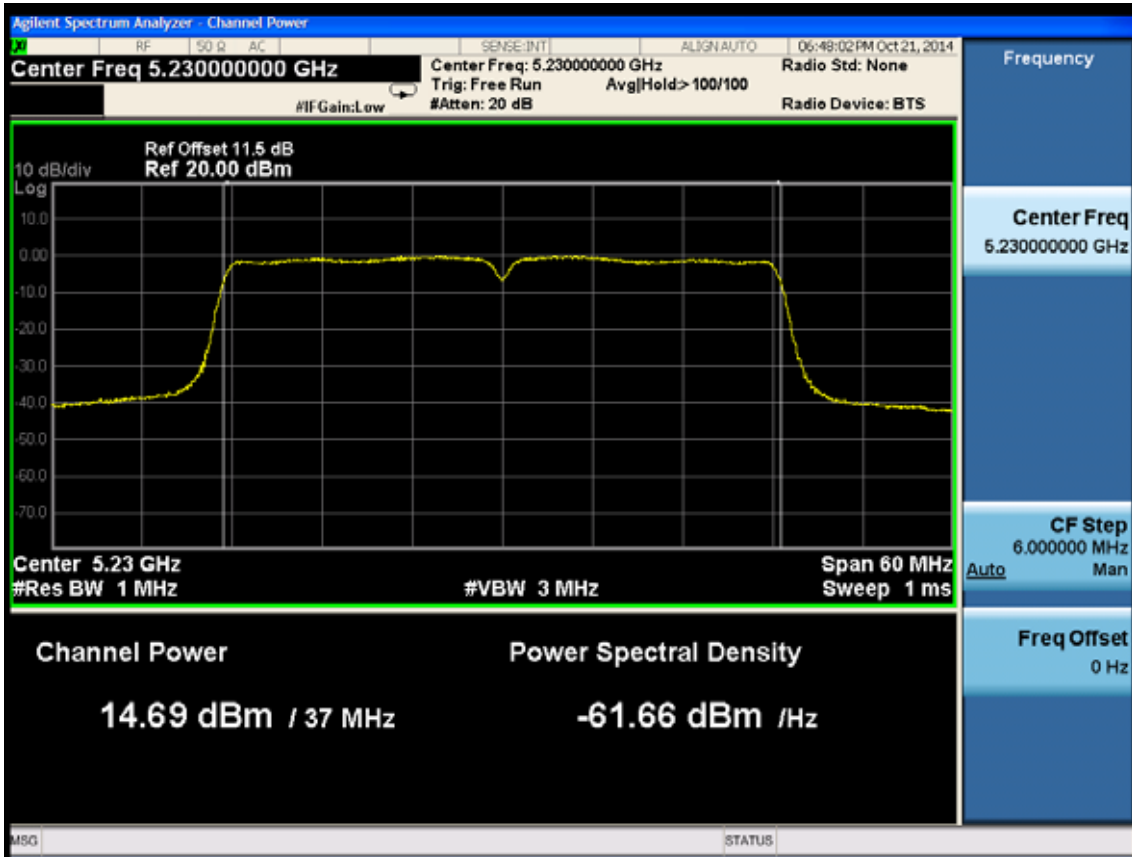 Agilent Spectrum Analyzer - Channel Power
RF 50 Ω AC SENSE:INT ALIGN AUTO 06:48:02 PM Oct 21, 2014
Center Freq 5.230000000 GHz
Center Freq: 5.230000000 GHz
Radio Std: None
Trig: Free Run Avg|Hold:> 100/100
#IFGain:Low
#Atten: 20 dB
Radio Device: BTS
Ref Offset 11.5 dB
10 dB/div Ref 20.00 dBm
Log
10.0
0.00
-10.0
-20.0
-30.0
-40.0
-50.0
-60.0
-70.0
Center 5.23 GHz Span 60 MHz
#Res BW 1 MHz #VBW 3 MHz Sweep 1 ms
Channel Power Power Spectral Density
14.69 dBm / 37 MHz -61.66 dBm /Hz
Frequency
Center Freq
5.230000000 GHz
CF Step
6.000000 MHz
Auto Man
Freq Offset
0 Hz
MSG STATUS